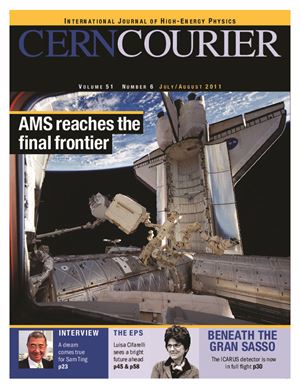 INTERNATIONAL JOURNAL OF HIGH-ENERGY PHYSICS
CERNCOURIER
VOLUME 51 NUMBER 6 JULY/AUGUST 2011
AMS reaches the
final frontier
INTERVIEW
A dream
comes true
for Sam Ting
p23
THE EPS
Luisa Cifarelli
sees a bright
future ahead
p45 & p58
BENEATH THE
GRAN SASSO
The ICARUS detector is now
in full flight p30